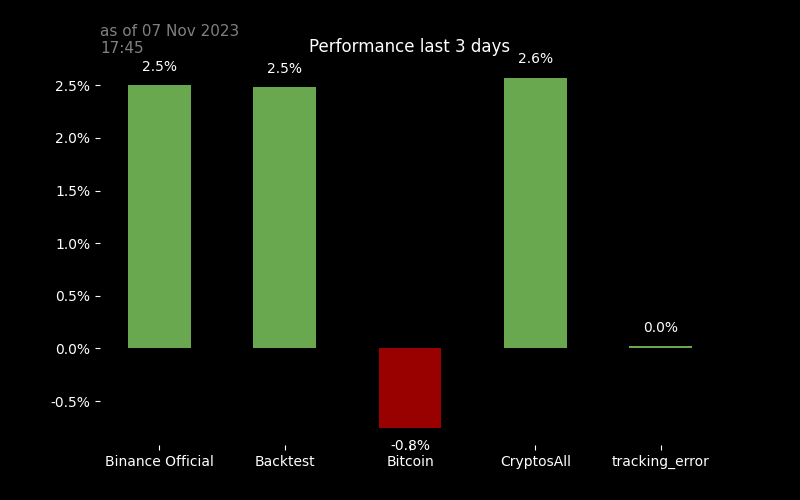 as of 07 Nov 2023
17:45
Performance last 3 days
2.5%
2.5%
2.6%
2.5%
2.0%
1.5%
1.0%
0.5%
0.0%
0.0%
-0.5%
-0.8%
Binance Official
Backtest
Bitcoin
CryptosAll
tracking_error